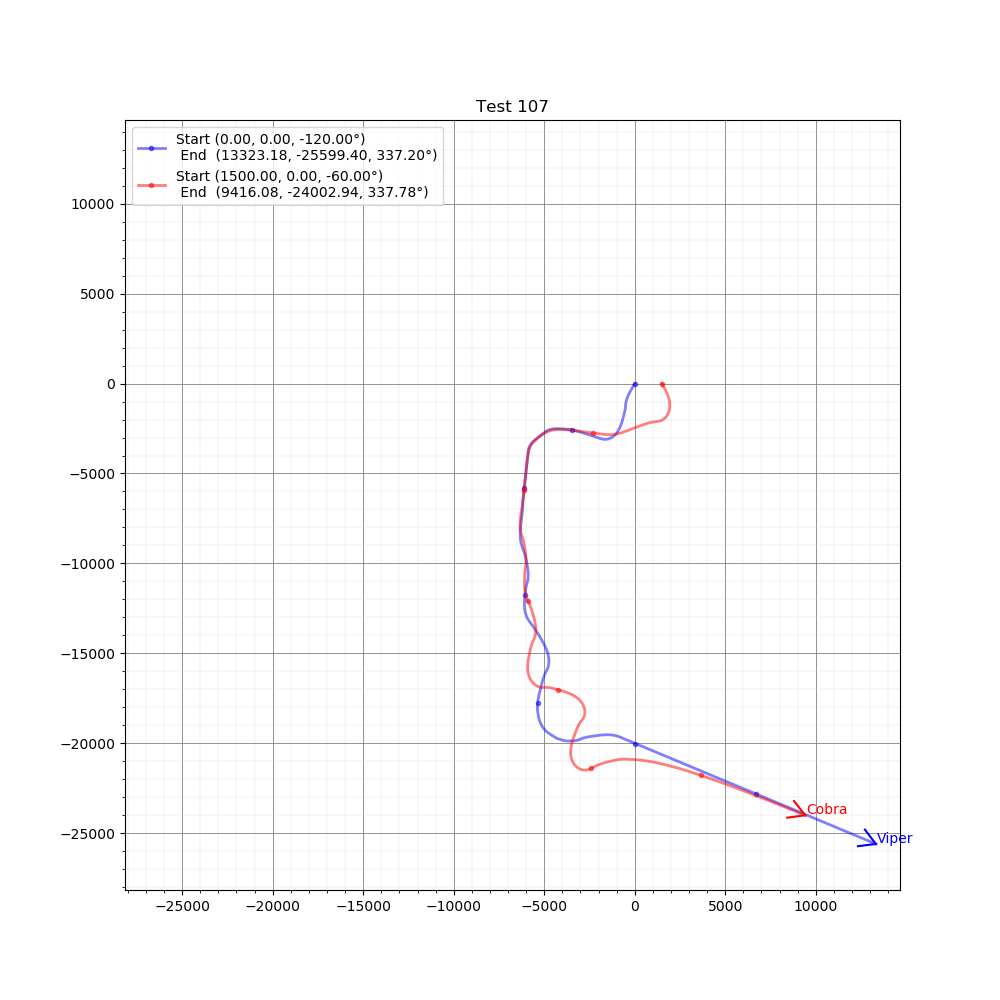 Test 107
Start (0.00, 0.00, -120.00°)
End  (13323.18, -25599.40, 337.20°)
Start (1500.00, 0.00, -60.00°)
End  (9416.08, -24002.94, 337.78°)
10000
5000
0
−5000
−10000
−15000
−20000
−25000
Cobra
Viper
−25000 −20000 −15000 −10000 −5000 0 5000 10000